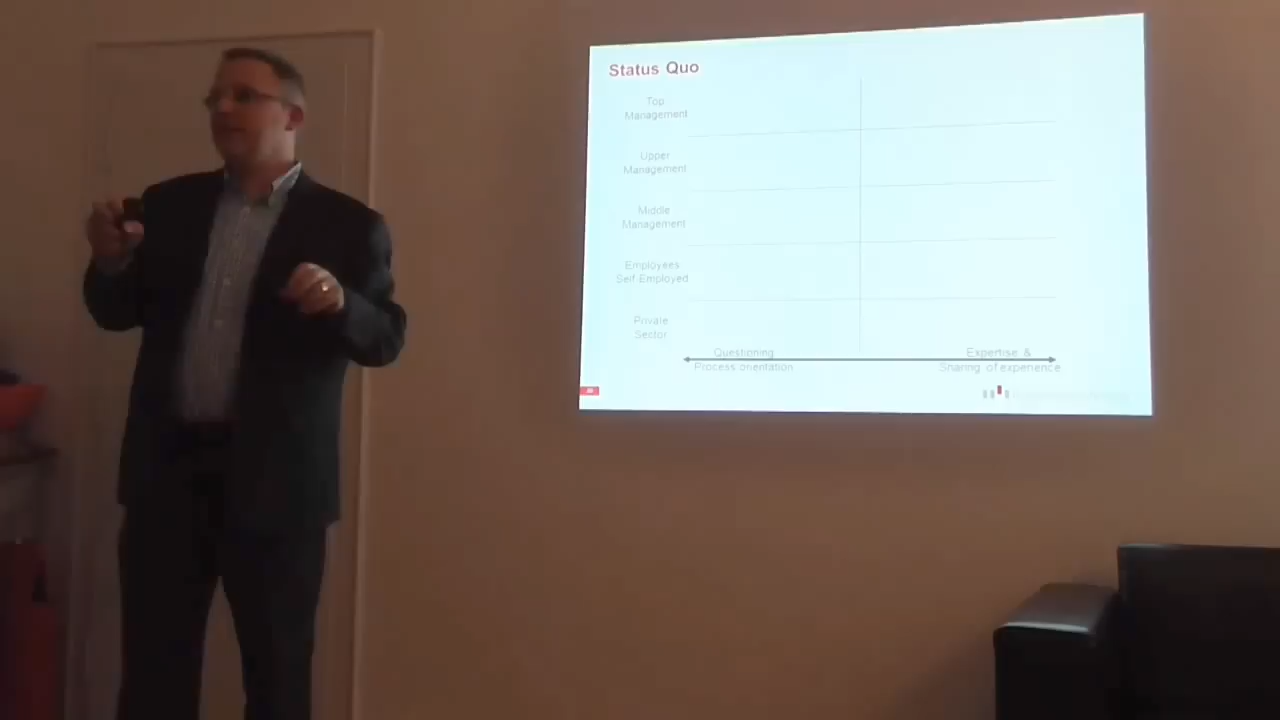 Status Quo
Top
Management
Upper
Management
Middle
Management
Employees
Self Employed
Private
Sector
Questioning
Process orientation
Expertise &
Sharing of experience